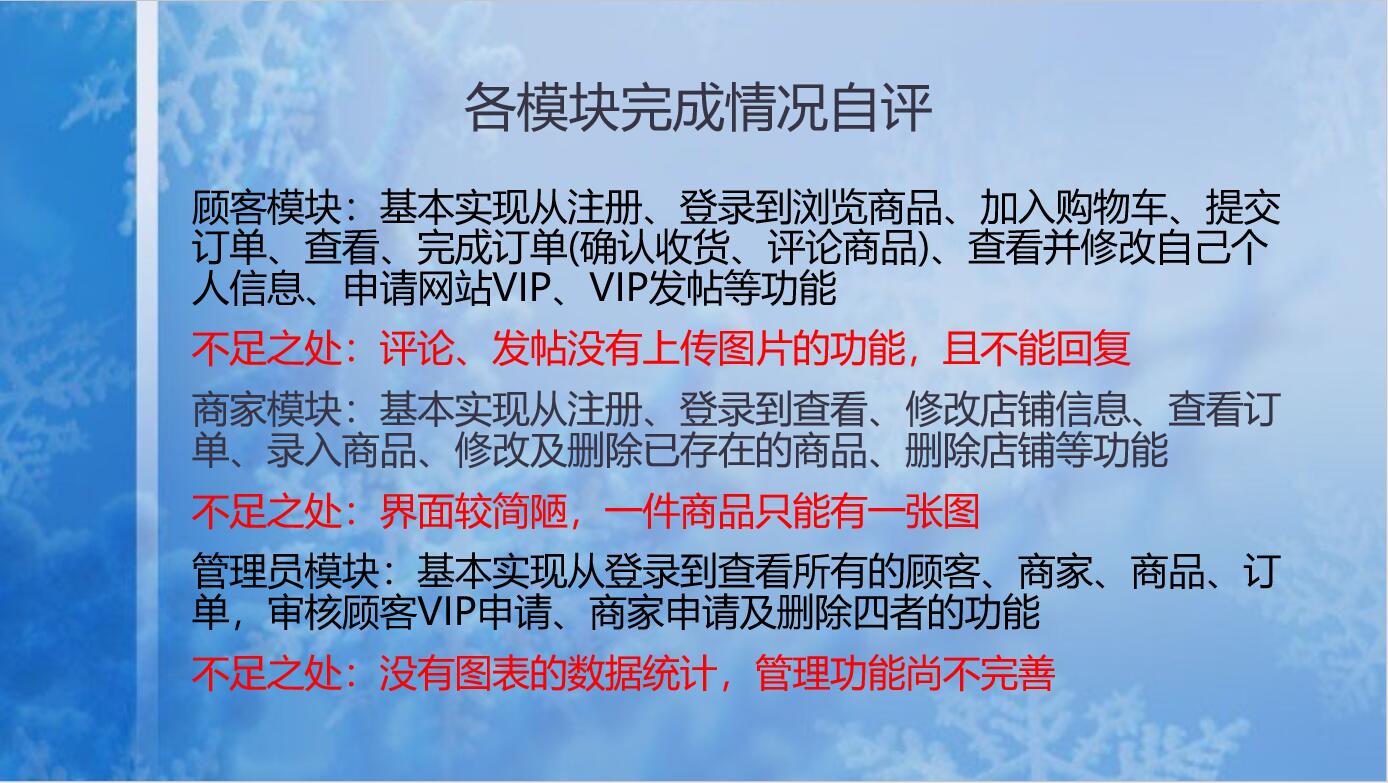 各模块完成情况自评
顾客模块：基本实现从注册、登录到浏览商品、加入购物车、提交
订单、查看、完成订单(确认收货、评论商品)、查看并修改自己个
人信息、申请网站VIP、VIP发帖等功能
不足之处：评论、发帖没有上传图片的功能，且不能回复
商家模块：基本实现从注册、登录到查看、修改店铺信息、查看订
单、录入商品、修改及删除已存在的商品、删除店铺等功能
不足之处：界面较简陋，一件商品只能有一张图
管理员模块：基本实现从登录到查看所有的顾客、商家、商品、订
单，审核顾客VIP申请、商家申请及删除四者的功能
不足之处：没有图表的数据统计，管理功能尚不完善